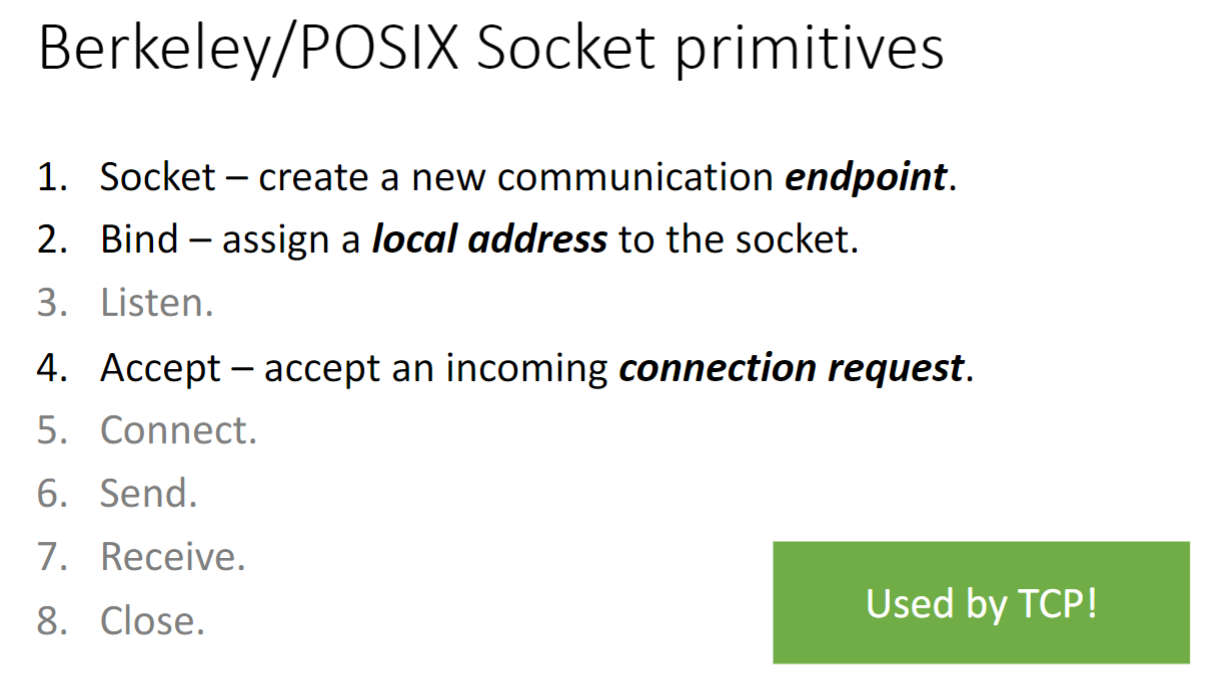 Berkeley/POSIX Socket primitives
1. Socket – create a new communication endpoint.
2. Bind – assign a local address to the socket.
3. Listen.
4. Accept – accept an incoming connection request.
5. Connect.
6. Send.
7. Receive.
8. Close.
Used by TCP!